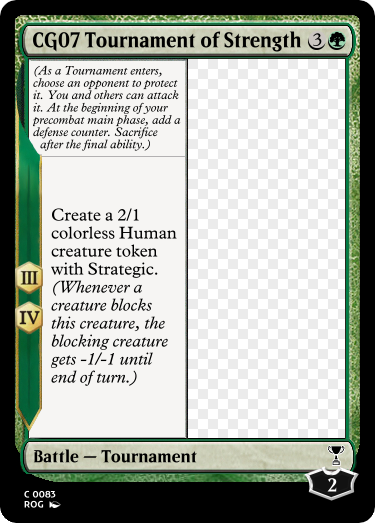 CG07 Tournament of Strength 3
(As a Tournament enters,
choose an opponent to protect
it. You and others can attack
it. At the beginning of your
precombat main phase, add a
defense counter. Sacrifice
after the final ability.)
Create a 2/1
colorless Human
creature token
with Strategic.
(Whenever a
creature blocks
this creature, the
blocking creature
gets -1/-1 until
end of turn.)
III
IV
Battle — Tournament
2
C 0083
ROG